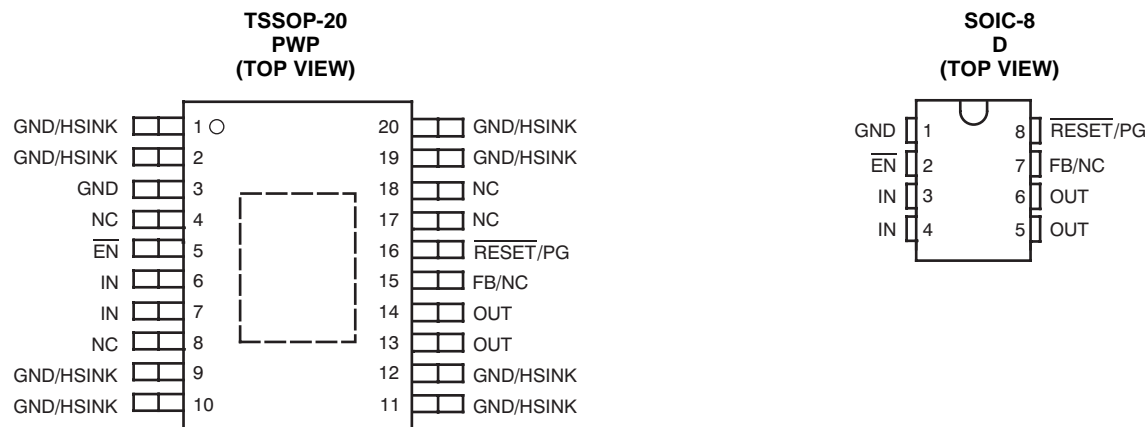 TSSOP-20
PWP
(TOP VIEW)
GND/HSINK 1 20 GND/HSINK
GND/HSINK 2 19 GND/HSINK
GND 3 18 NC
NC 4 17 NC
EN 5 16 RESET/PG
IN 6 15 FB/NC
IN 7 14 OUT
NC 8 13 OUT
GND/HSINK 9 12 GND/HSINK
GND/HSINK 10 11 GND/HSINK
SOIC-8
D
(TOP VIEW)
GND 1 8 RESET/PG
EN 2 7 FB/NC
IN 3 6 OUT
IN 4 5 OUT